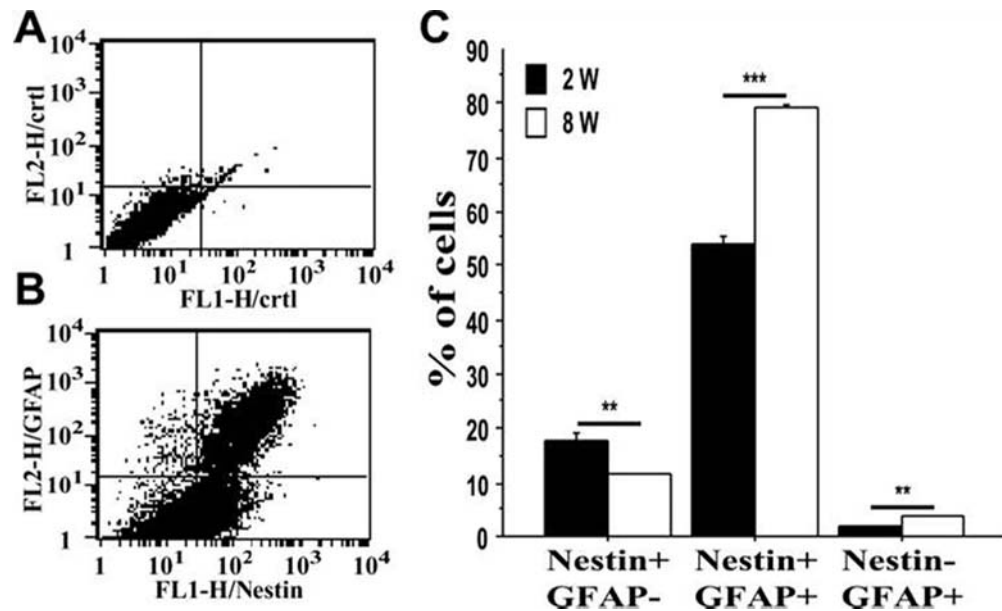 A
FL2-H/crtl
10⁴
10³
10²
10¹
1
1 10¹ 10² 10³ 10⁴
FL1-H/crtl
B
FL2-H/GFAP
10⁴
10³
10²
10¹
1
1 10¹ 10² 10³ 10⁴
FL1-H/Nestin
C
% of cells
90
80
70
60
50
40
30
20
10
0
2 W
8 W
**
***
**
Nestin+ Nestin+ Nestin-
GFAP- GFAP+ GFAP+